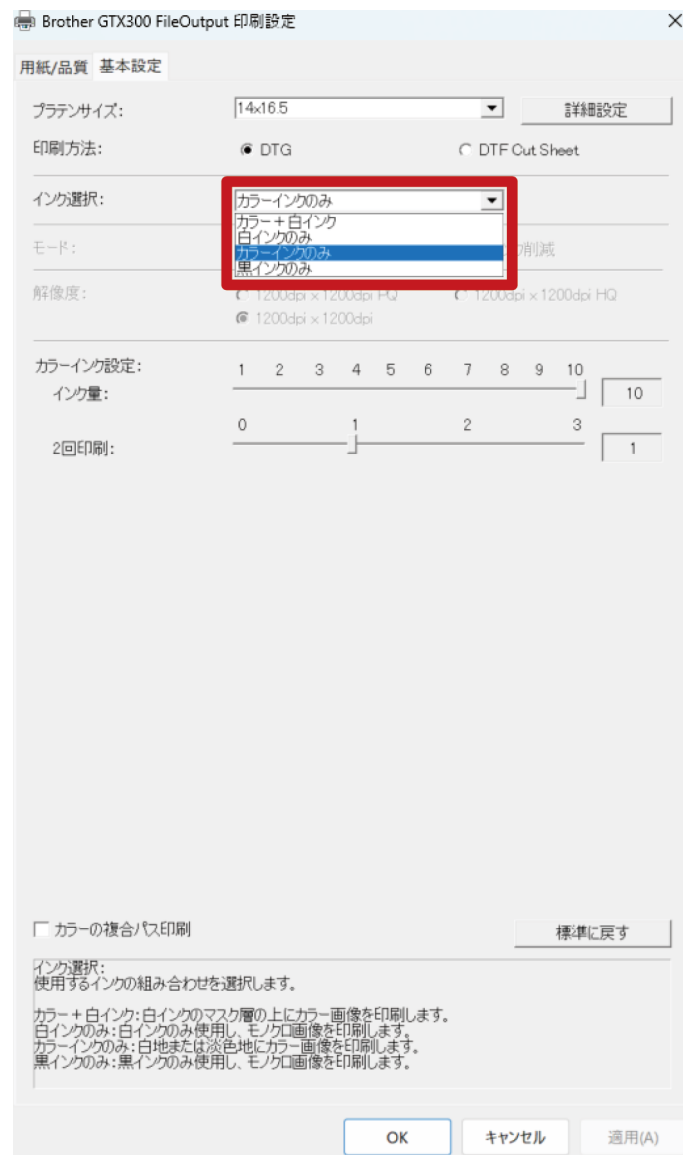 Brother GTX300 FileOutput 印刷設定
用紙/品質 基本設定
プラテンサイズ: 14x16.5 詳細設定
印刷方法: DTG DTF Cut Sheet
インク選択: カラーインクのみ
カラー+白インク
白インクのみ
モード: カラーインクのみ 削減
黒インクのみ
解像度: 1200dpi x 1200dpi HQ
1200dpi x 1200dpi
カラーインク設定: 1 2 3 4 5 6 7 8 9 10
インク量: 10
0 1 2 3
2回印刷: 1
カラーの複合パス印刷 標準に戻す
インク選択:
使用するインクの組み合わせを選択します。
カラー+白インク:白インクのマスク層の上にカラー画像を印刷します。
白インクのみ:白インクのみ使用し、モノクロ画像を印刷します。
カラーインクのみ:白地または淡色地にカラー画像を印刷します。
黒インクのみ:黒インクのみ使用し、モノクロ画像を印刷します。
OK キャンセル 適用(A)